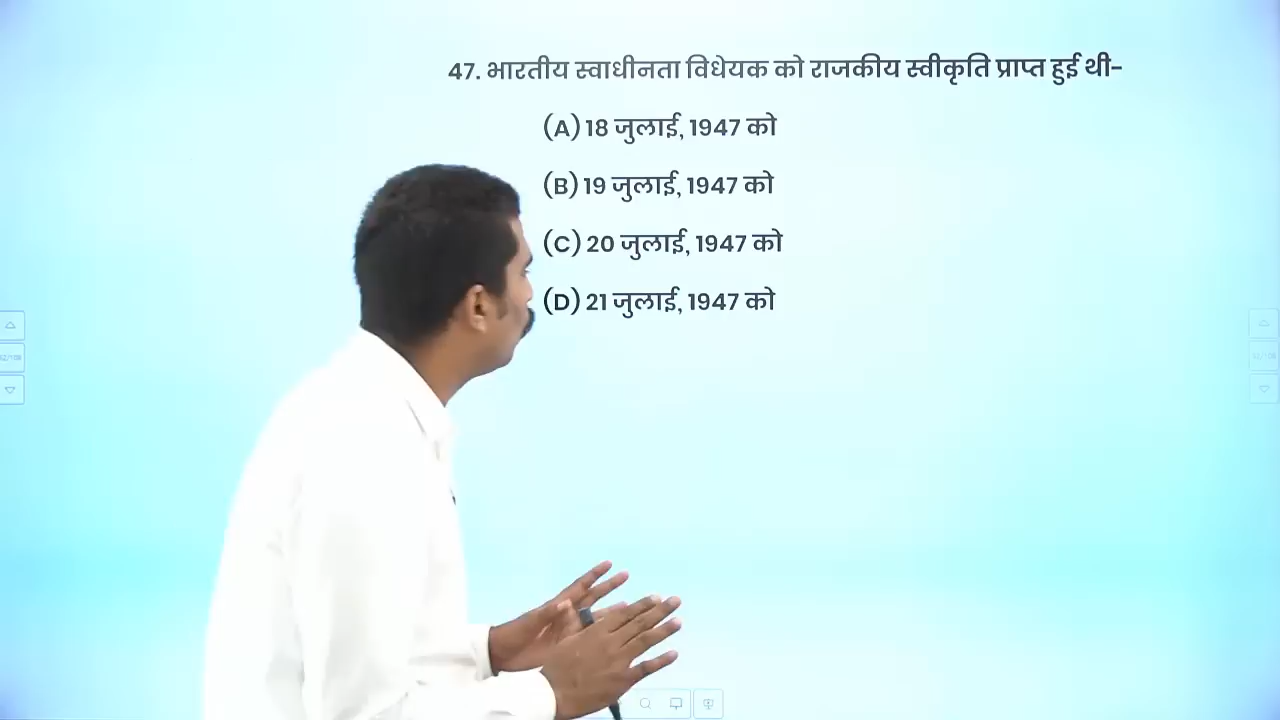 47. भारतीय स्वाधीनता विधेयक को राजकीय स्वीकृति प्राप्त हुई थी-
(A) 18 जुलाई, 1947 को
(B) 19 जुलाई, 1947 को
(C) 20 जुलाई, 1947 को
(D) 21 जुलाई, 1947 को